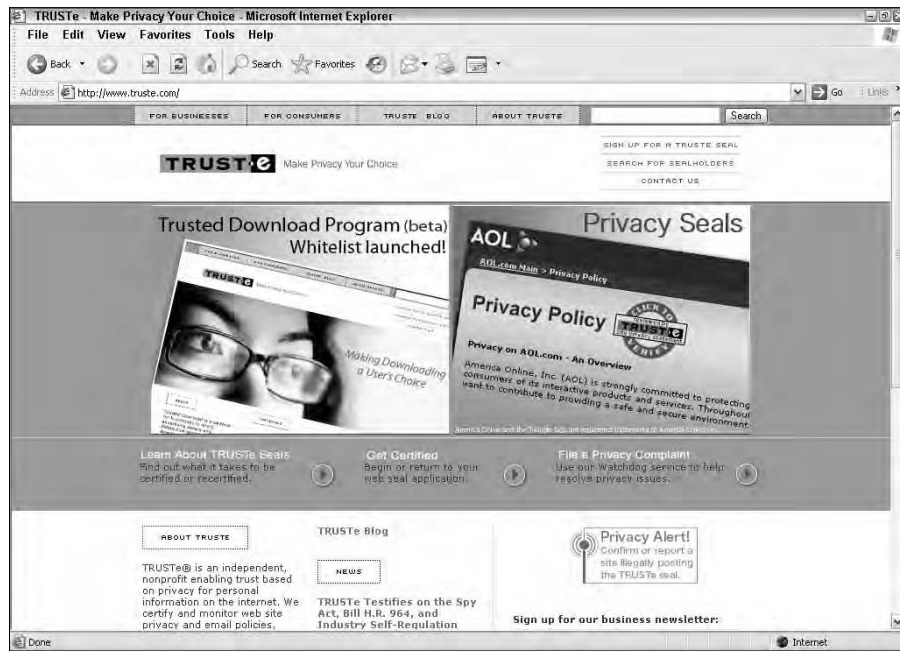 TRUSTe - Make Privacy Your Choice - Microsoft Internet Explorer
File Edit View Favorites Tools Help
Back Search Favorites
Address http://www.truste.com/ Go Links
FOR BUSINESSES FOR CONSUMERS TRUSTE BLOG ABOUT TRUSTE Search
SIGN UP FOR A TRUSTE SEAL
TRUSTe Make Privacy Your Choice
SEARCH FOR SEALHOLDERS
CONTACT US
Trusted Download Program (beta)
Whitelist launched!
TRUSTe
Making Downloading
a User's Choice
ABOUT
Privacy Seals
AOL
AOL.com Main > Privacy Policy
Privacy Policy
CLICK TO
TRUSTe
VERIFY
Privacy on AOL.com - An Overview
America Online, Inc. (AOL) is strongly committed to protecting
consumers of its interactive products and services. Throughout
want to contribute to providing a safe and secure environment
Learn About TRUSTe Seals
Find out what it takes to be
certified or recertified.
Get Certified
Begin or return to your
web seal application.
File a Privacy Complaint
Use our Watchdog service to help
resolve privacy issues.
ABOUT TRUSTE
TRUSTe® is an independent,
nonprofit enabling trust based
on privacy for personal
information on the internet. We
certify and monitor web site
privacy and email policies,
TRUSTe Blog
NEWS
TRUSTe Testifies on the Spy
Act, Bill H.R. 964, and
Industry Self-Regulation
Privacy Alert!
Confirm or report a
site illegally posting
the TRUSTe seal.
Sign up for our business newsletter:
Done Internet